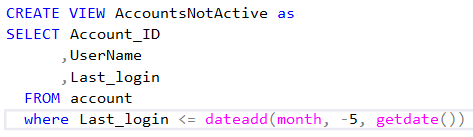 CREATE VIEW AccountsNotActive as
SELECT Account_ID
,UserName
,Last_login
FROM account
where Last_login <= dateadd(month, -5, getdate())